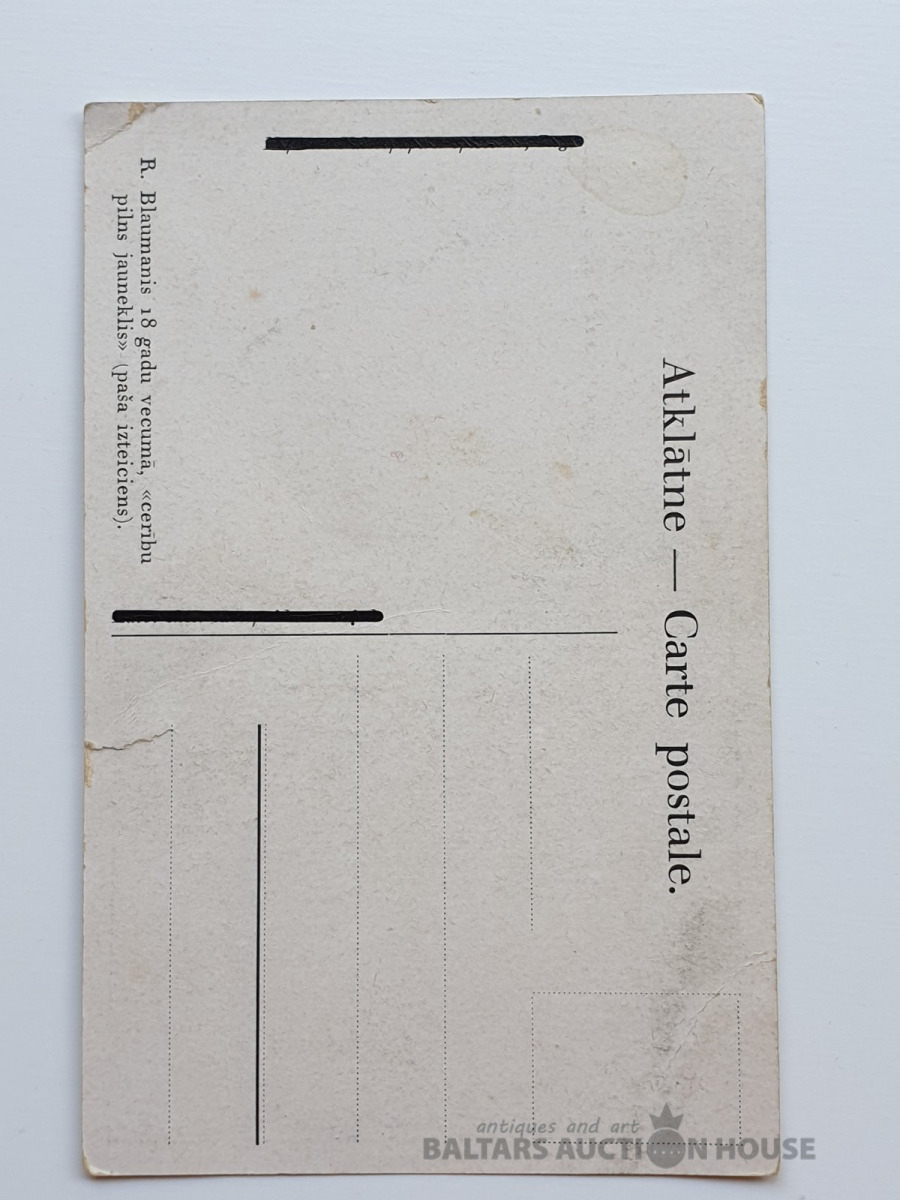 Atklātne — Carte postale.
R. Blaumanis 18 gadu vecumā, «cerību
pilns jauneklis» (paša izteiciens).
antiques and art
BALTARS AUCTION HOUSE